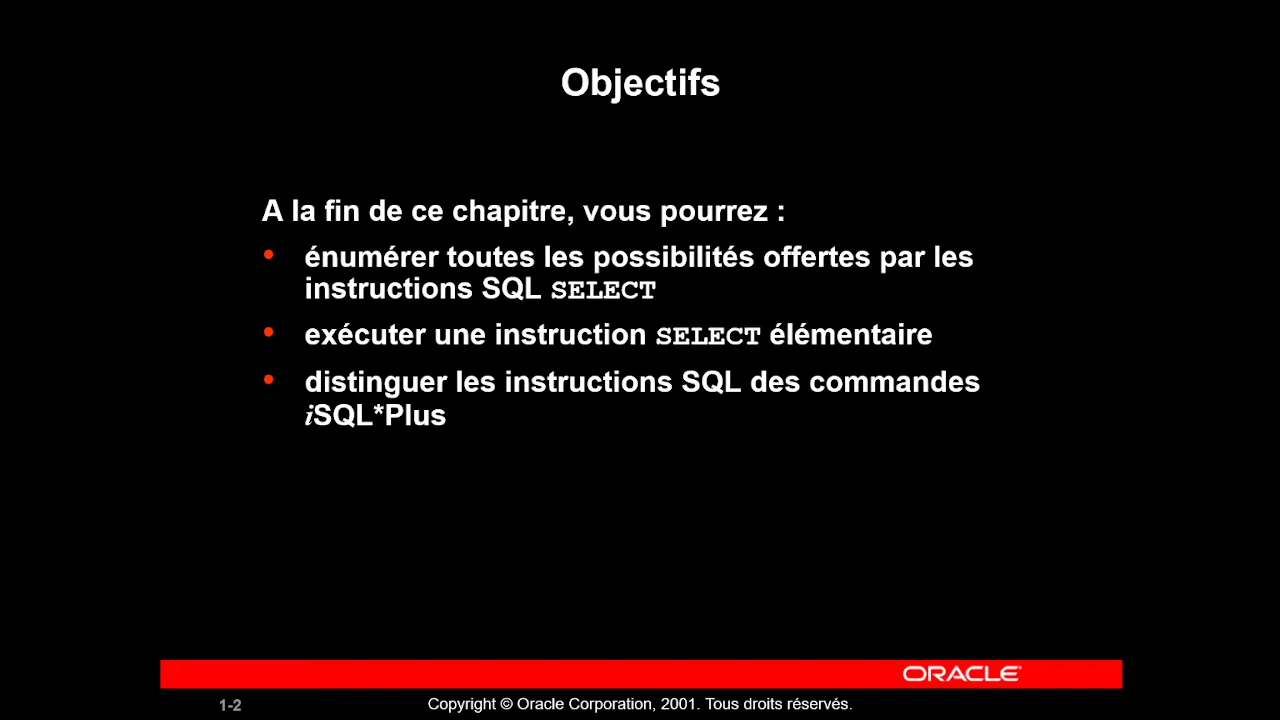 Objectifs
A la fin de ce chapitre, vous pourrez :
• énumérer toutes les possibilités offertes par les
instructions SQL SELECT
• exécuter une instruction SELECT élémentaire
• distinguer les instructions SQL des commandes
iSQL*Plus
ORACLE
1-2
Copyright © Oracle Corporation, 2001. Tous droits réservés.